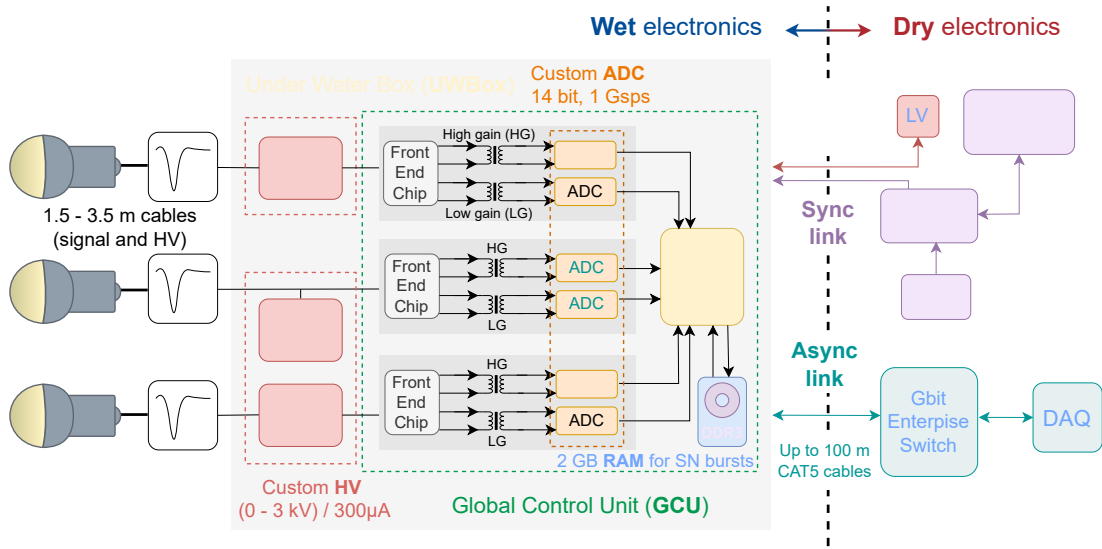 Wet electronics
Dry electronics
Under Water Box (UWBox)
Custom ADC
14 bit, 1 Gsps
LV
High gain (HG)
Front
End
Chip
ADC
Low gain (LG)
1.5 - 3.5 m cables
(signal and HV)
Sync
link
HG
Front
End
Chip
ADC
ADC
LG
Async
link
HG
Front
End
Chip
ADC
LG
DDR3
2 GB RAM for SN bursts
Gbit
Enterpise
Switch
DAQ
Up to 100 m
CAT5 cables
Custom HV
(0 - 3 kV) / 300µA
Global Control Unit (GCU)